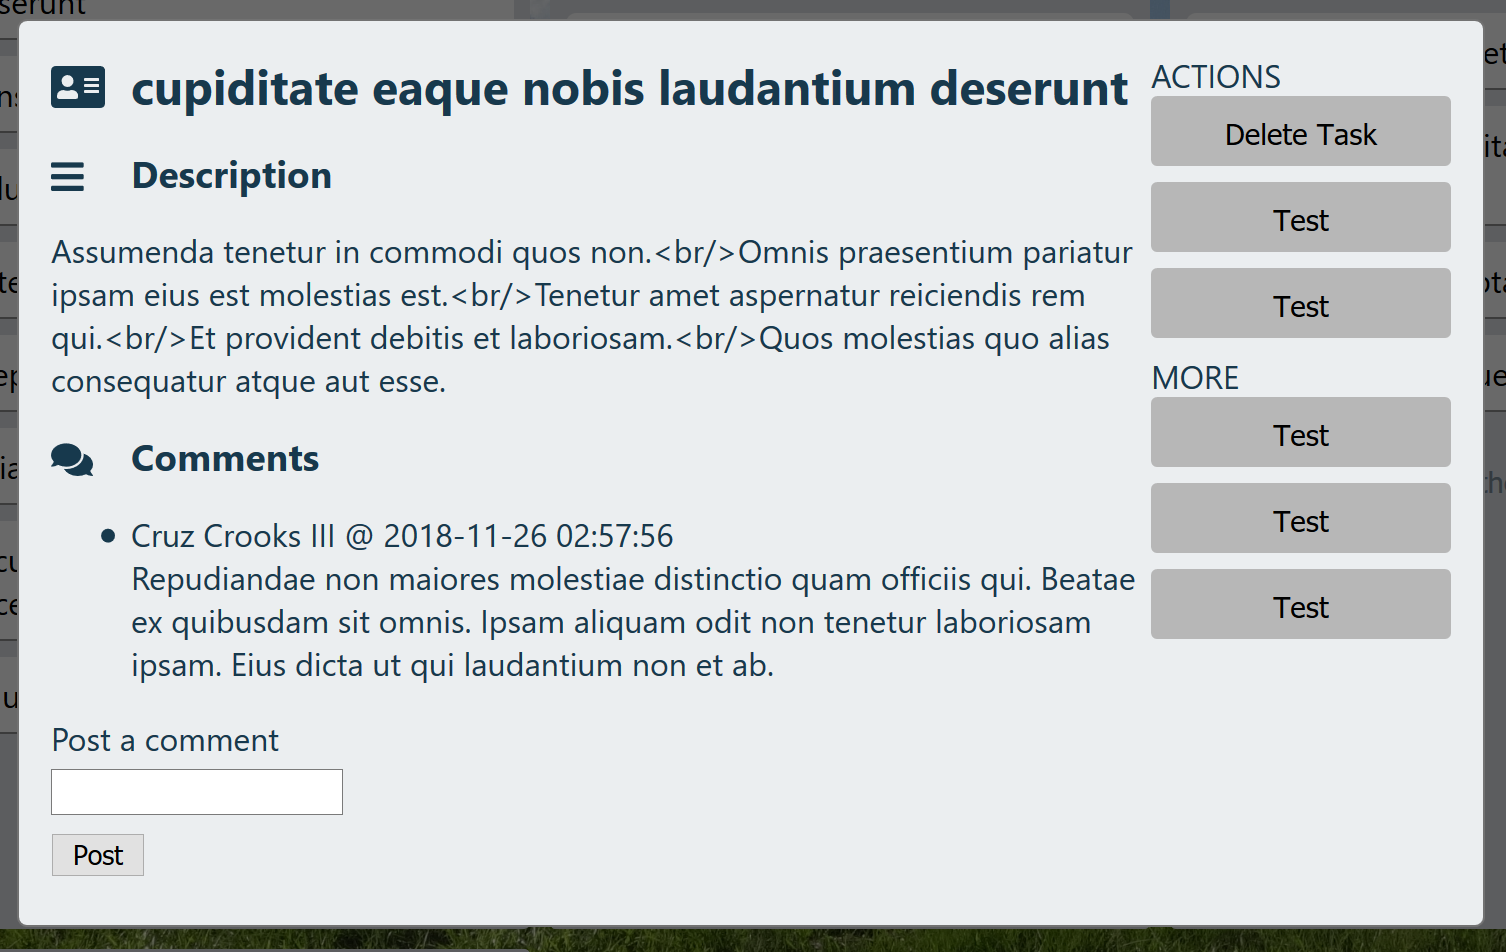 serunt
cupiditate eaque nobis laudantium deserunt
Description
Assumenda tenetur in commodi quos non.<br/>Omnis praesentium pariatur
ipsam eius est molestias est.<br/>Tenetur amet aspernatur reiciendis rem
qui.<br/>Et provident debitis et laboriosam.<br/>Quos molestias quo alias
consequatur atque aut esse.
Comments
Cruz Crooks III @ 2018-11-26 02:57:56
Repudiandae non maiores molestiae distinctio quam officiis qui. Beatae
ex quibusdam sit omnis. Ipsam aliquam odit non tenetur laboriosam
ipsam. Eius dicta ut qui laudantium non et ab.
Post a comment
Post
ACTIONS
Delete Task
Test
Test
MORE
Test
Test
Test